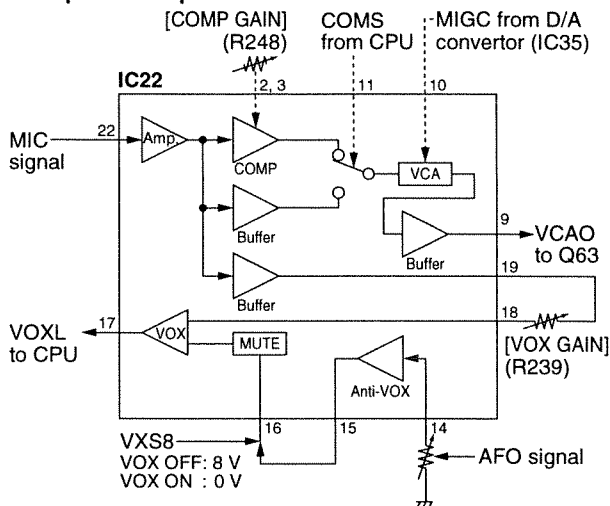 [COMP GAIN]
(R248)
COMS
from CPU
MIGC from D/A
convertor (IC35)
IC22
2, 3
11
10
MIC
signal
22
Amp.
COMP
VCA
Buffer
Buffer
9
VCAO
to Q63
Buffer
19
18
[VOX GAIN]
(R239)
VOXL
to CPU
17
VOX
MUTE
Anti-VOX
16
15
14
VXS8
VOX OFF: 8 V
VOX ON : 0 V
AFO signal